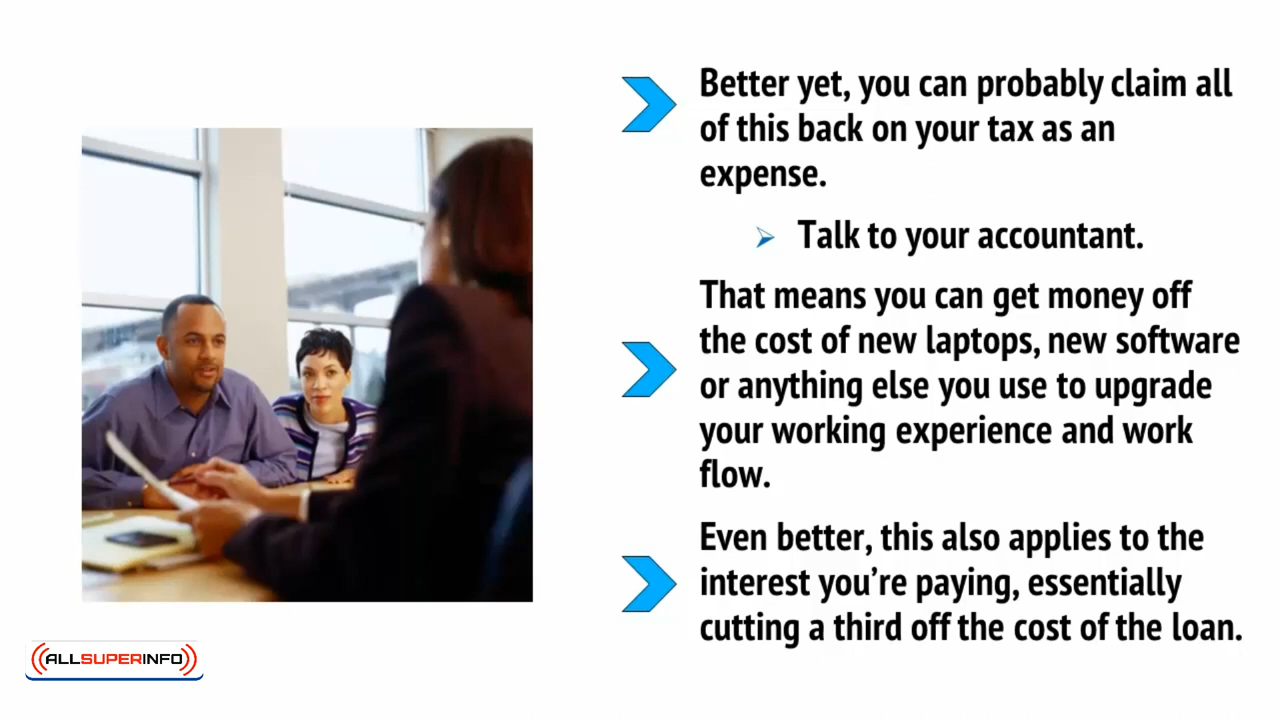 Better yet, you can probably claim all
of this back on your tax as an
expense.
Talk to your accountant.
That means you can get money off
the cost of new laptops, new software
or anything else you use to upgrade
your working experience and work
flow.
Even better, this also applies to the
interest you’re paying, essentially
cutting a third off the cost of the loan.
ALLSUPERINFO